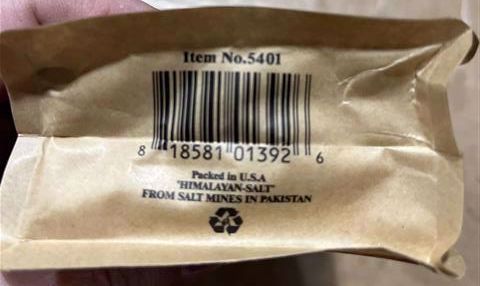 Item No.5401
8 18581 01392 6
Packed in U.S.A
"HIMALAYAN-SALT"
FROM SALT MINES IN PAKISTAN